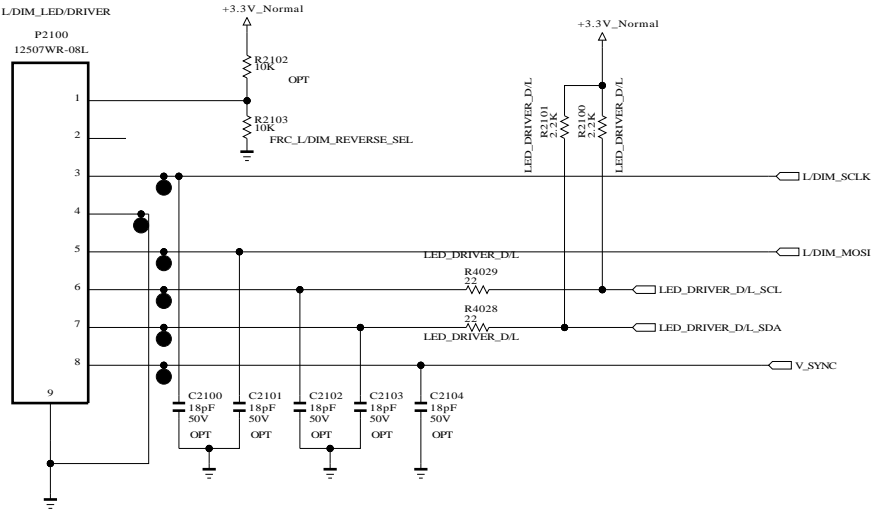 L/DIM_LED/DRIVER
P2100
12507WR-08L
1
2
3
4
5
6
7
8
9
+3.3V_Normal
R2102
10K
OPT
R2103
10K
FRC_L/DIM_REVERSE_SEL
+3.3V_Normal
LED_DRIVER_D/L
R2101
2.2K
R2100
2.2K
LED_DRIVER_D/L
L/DIM_SCLK
L/DIM_MOSI
LED_DRIVER_D/L
R4029
22
LED_DRIVER_D/L_SCL
R4028
22
LED_DRIVER_D/L
LED_DRIVER_D/L_SDA
V_SYNC
C2100
18pF
50V
OPT
C2101
18pF
50V
OPT
C2102
18pF
50V
OPT
C2103
18pF
50V
OPT
C2104
18pF
50V
OPT